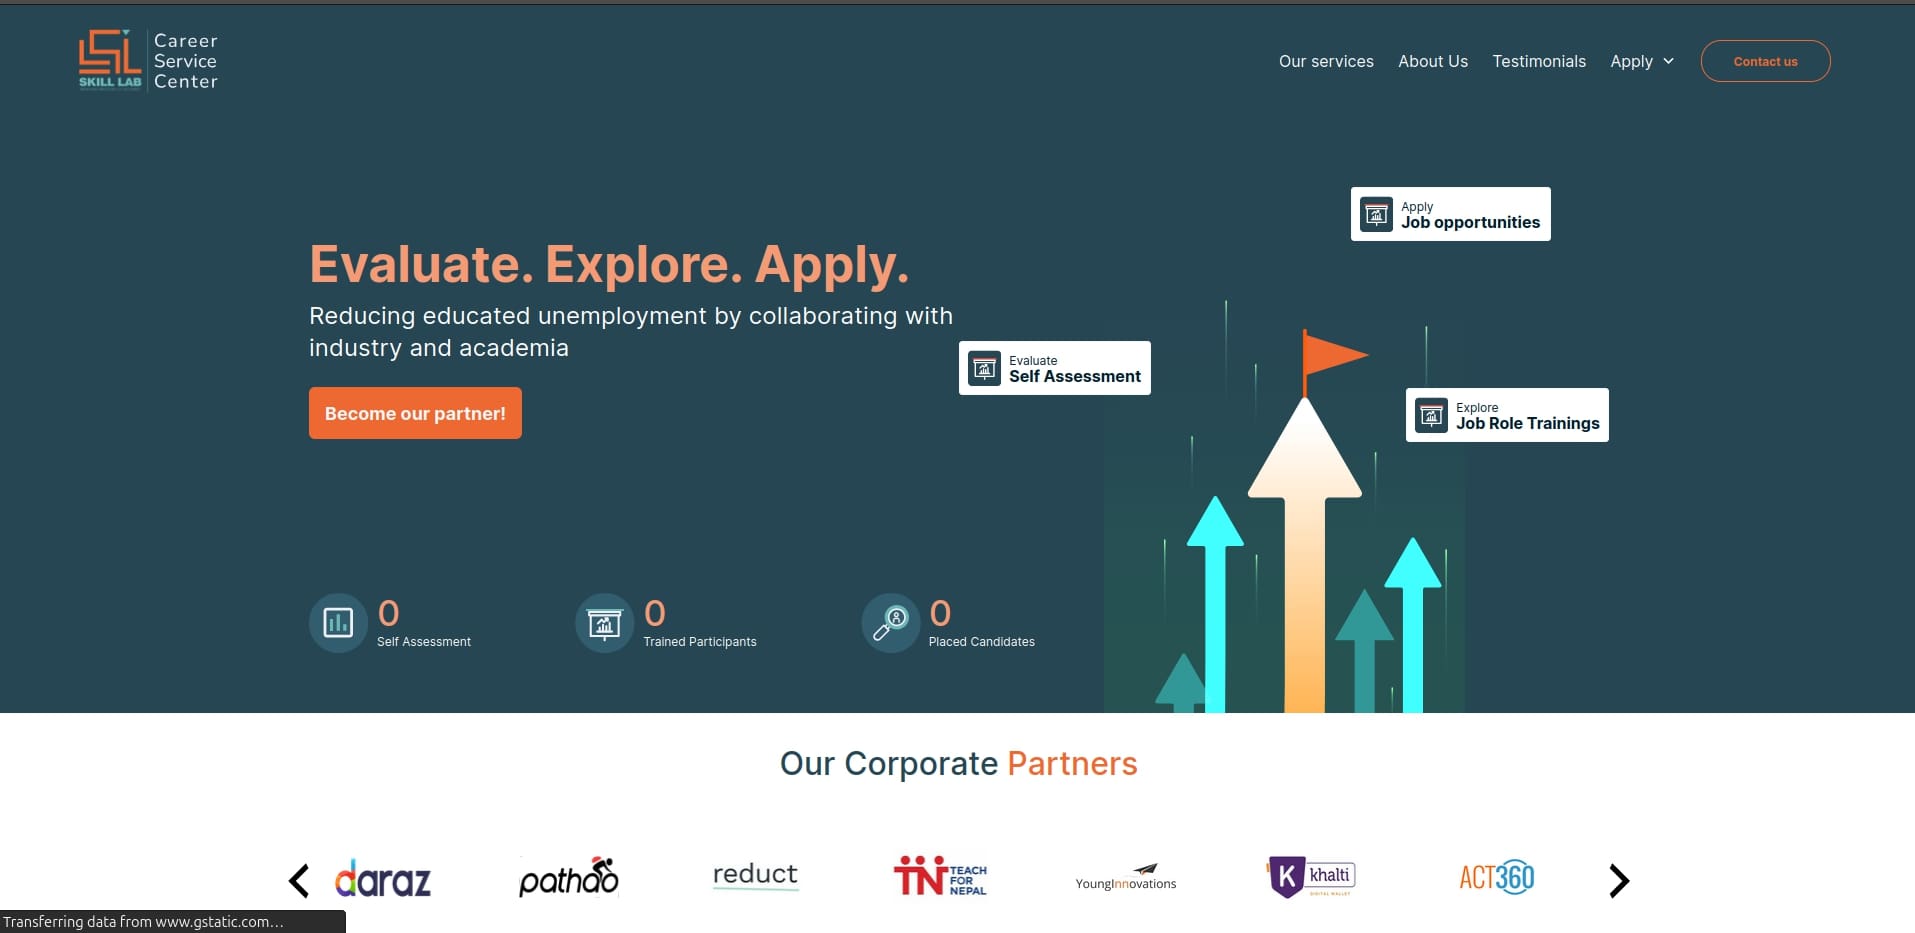 SKILL LAB
Career
Service
Center
Our services
About Us
Testimonials
Apply
Contact us
Apply
Job opportunities
Evaluate. Explore. Apply.
Reducing educated unemployment by collaborating with
industry and academia
Become our partner!
Evaluate
Self Assessment
Explore
Job Role Trainings
0
Self Assessment
0
Trained Participants
0
Placed Candidates
Our Corporate Partners
daraz
pathao
reduct
TN TEACH
FOR
NEPAL
YoungInnovations
K khalti
DIGITAL WALLET
ACT360
Transferring data from www.gstatic.com…